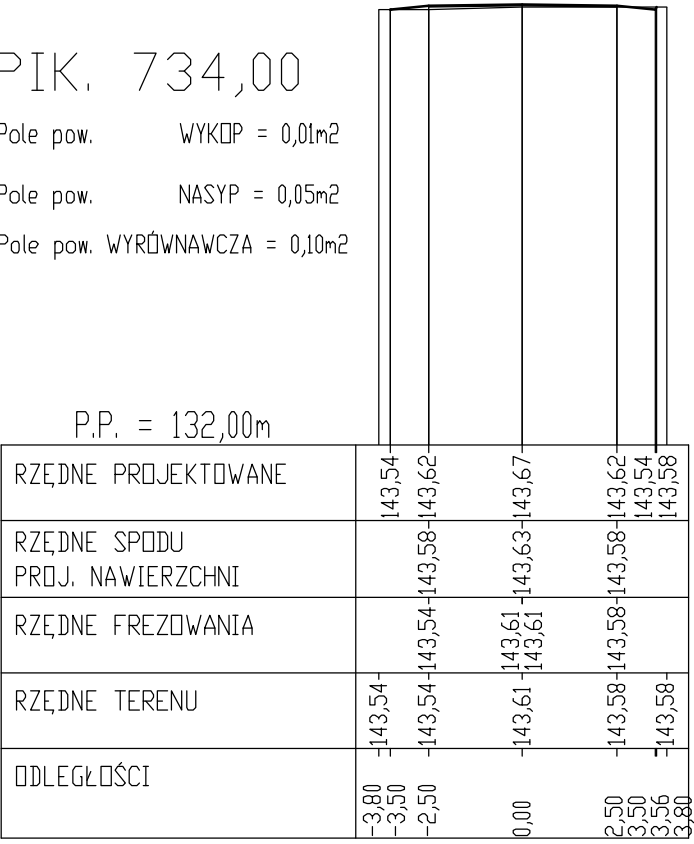 PIK. 734,00
Pole pow. WYKOP = 0,01m2
Pole pow. NASYP = 0,05m2
Pole pow. WYRÓWNAWCZA = 0,10m2
P.P. = 132,00m
RZĘDNE PROJEKTOWANE
143,54 143,62 143,67 143,62 143,54 143,58
RZĘDNE SPODU
PROJ. NAWIERZCHNI
143,58 143,63 143,58
RZĘDNE FREZOWANIA
143,54 143,61 143,61 143,58
RZĘDNE TERENU
143,54 143,54 143,61 143,58 143,58
ODLEGŁOŚCI
-3,80 -3,50 -2,50 0,00 2,50 3,50 3,56 3,80